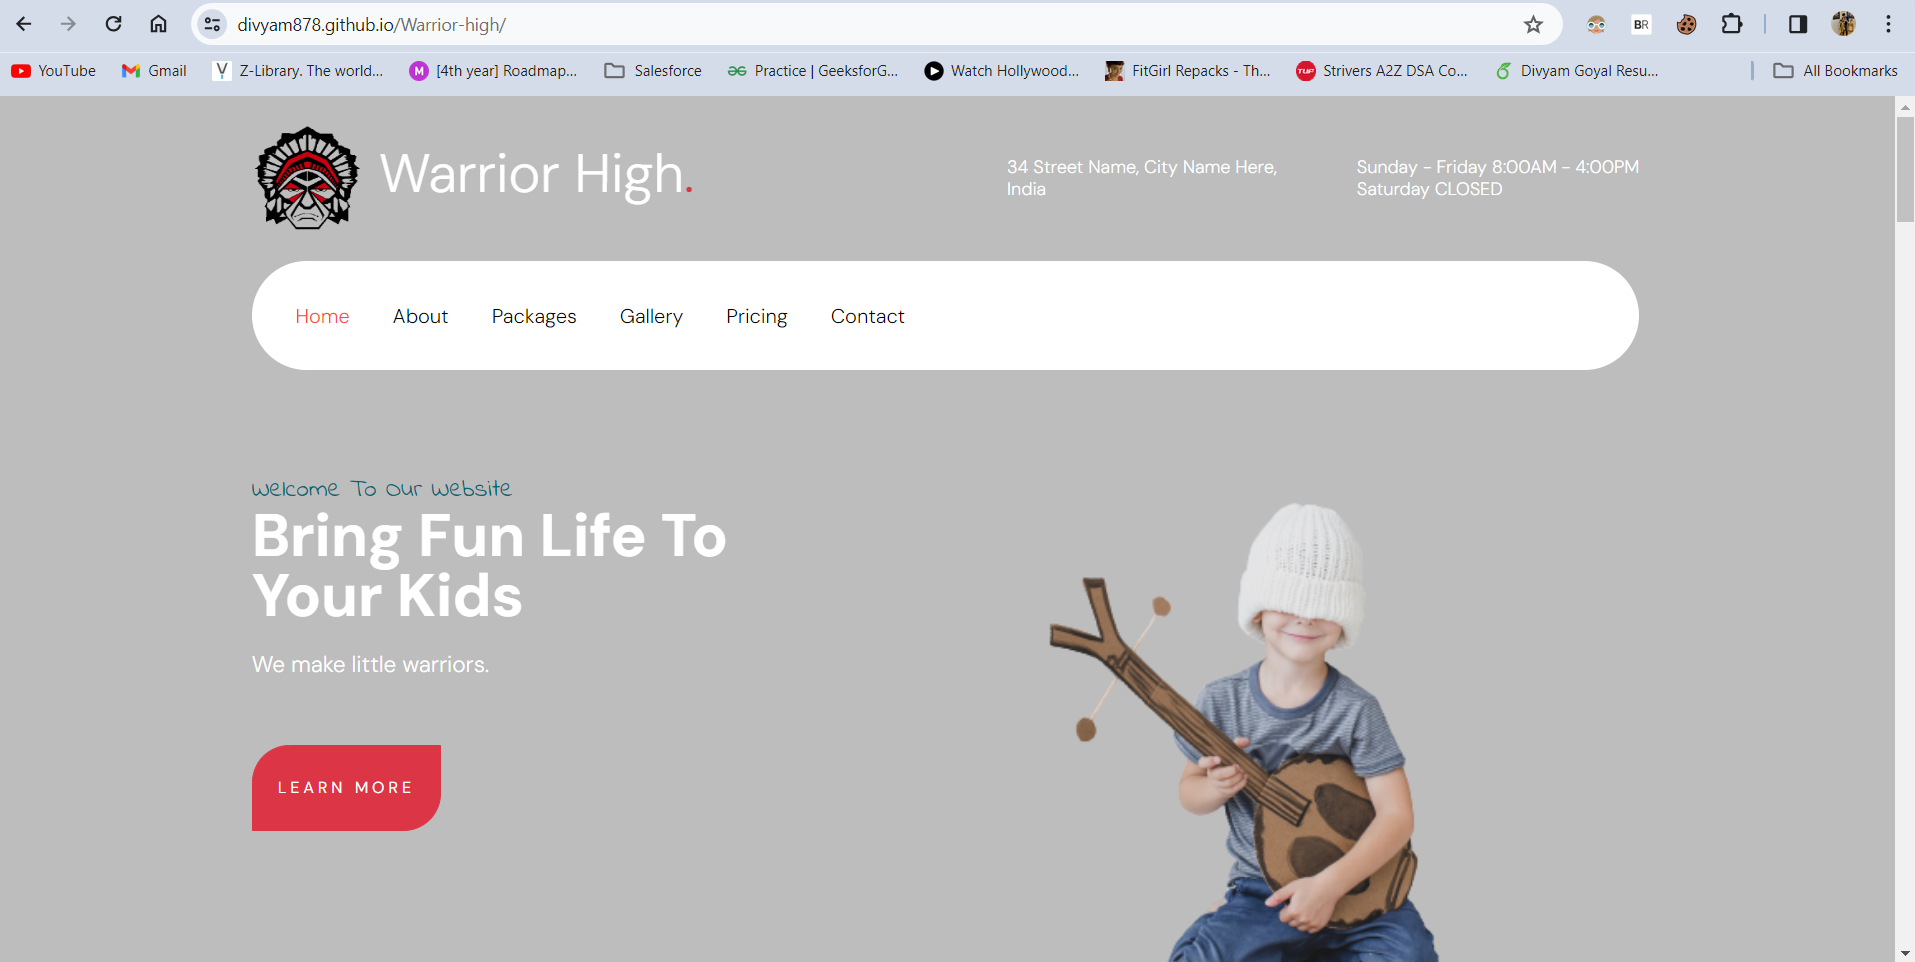 divyam878.github.io/Warrior-high/
BR
YouTube
Gmail
Z-Library. The world...
M
[4th year] Roadmap...
Salesforce
Practice | GeeksforG...
Watch Hollywood...
FitGirl Repacks - Th...
TUF
Strivers A2Z DSA Co...
Divyam Goyal Resu...
All Bookmarks
Warrior High.
34 Street Name, City Name Here,
India
Sunday - Friday 8:00AM - 4:00PM
Saturday CLOSED
Home
About
Packages
Gallery
Pricing
Contact
Welcome To Our Website
Bring Fun Life To
Your Kids
We make little warriors.
LEARN MORE